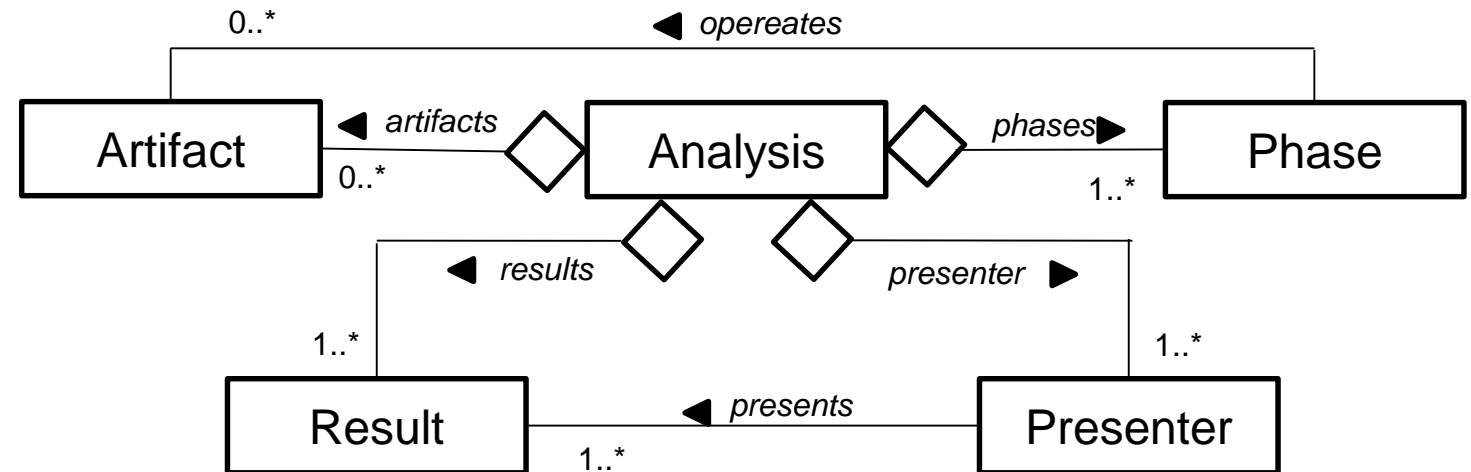 0..* opereates
Artifact artifacts Analysis phases Phase
0..* 1..*
results presenter
1..* 1..*
Result presents Presenter
1..*